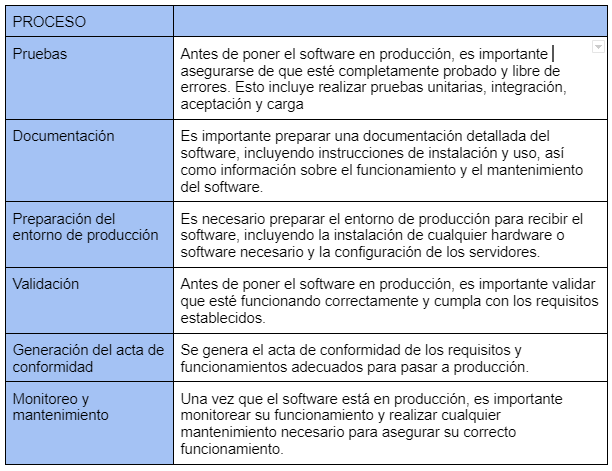 PROCESO
Pruebas
Antes de poner el software en producción, es importante
asegurarse de que esté completamente probado y libre de
errores. Esto incluye realizar pruebas unitarias, integración,
aceptación y carga
Documentación
Es importante preparar una documentación detallada del
software, incluyendo instrucciones de instalación y uso, así
como información sobre el funcionamiento y el mantenimiento
del software.
Preparación del
entorno de producción
Es necesario preparar el entorno de producción para recibir el
software, incluyendo la instalación de cualquier hardware o
software necesario y la configuración de los servidores.
Validación
Antes de poner el software en producción, es importante validar
que esté funcionando correctamente y cumpla con los requisitos
establecidos.
Generación del acta de
conformidad
Se genera el acta de conformidad de los requisitos y
funcionamientos adecuados para pasar a producción.
Monitoreo y
mantenimiento
Una vez que el software está en producción, es importante
monitorear su funcionamiento y realizar cualquier
mantenimiento necesario para asegurar su correcto
funcionamiento.